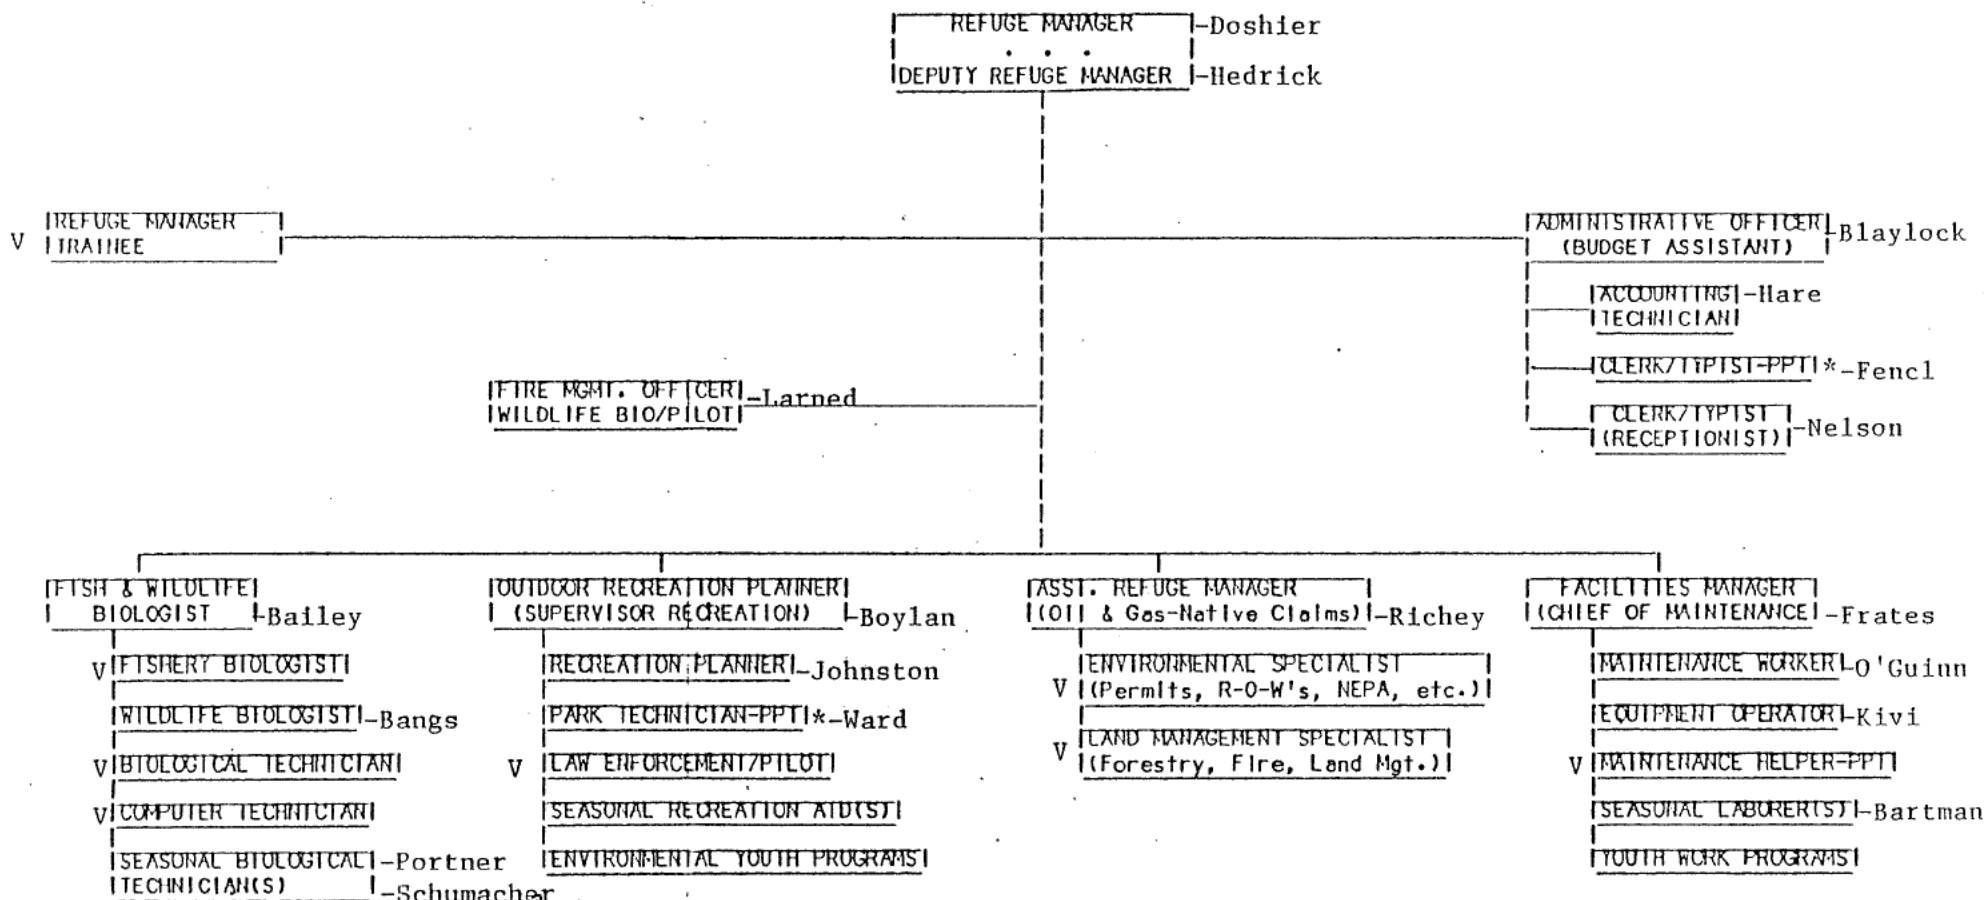 REFUGE MANAGER -Doshier
. . .
DEPUTY REFUGE MANAGER -Hedrick
V REFUGE MANAGER
TRAINEE
ADMINISTRATIVE OFFICER -Blaylock
(BUDGET ASSISTANT)
ACCOUNTING -Hare
TECHNICIAN
CLERK/TYPIST-PPT *-Fencl
CLERK/TYPIST
(RECEPTIONIST) -Nelson
FIRE MGMT. OFFICER -Larned
WILDLIFE BIO/PILOT
FISH & WILDLIFE
BIOLOGIST -Bailey
V FISHERY BIOLOGIST
WILDLIFE BIOLOGIST -Bangs
V BIOLOGICAL TECHNICIAN
V COMPUTER TECHNICIAN
SEASONAL BIOLOGICAL -Portner
TECHNICIAN(S) -Schumacher
OUTDOOR RECREATION PLANNER
(SUPERVISOR RECREATION) -Boylan
RECREATION PLANNER -Johnston
PARK TECHNICIAN-PPT *-Ward
V LAW ENFORCEMENT/PILOT
SEASONAL RECREATION AID(S)
ENVIRONMENTAL YOUTH PROGRAMS
ASST. REFUGE MANAGER
(Oil & Gas-Native Claims) -Richey
ENVIRONMENTAL SPECIALIST
V (Permits, R-O-W's, NEPA, etc.)
LAND MANAGEMENT SPECIALIST
V (Forestry, Fire, Land Mgt.)
FACILITIES MANAGER
(CHIEF OF MAINTENANCE) -Frates
MAINTENANCE WORKER -O'Guinn
EQUIPMENT OPERATOR -Kivi
V MAINTENANCE HELPER-PPT
SEASONAL LABORER(S) -Bartman
YOUTH WORK PROGRAMS